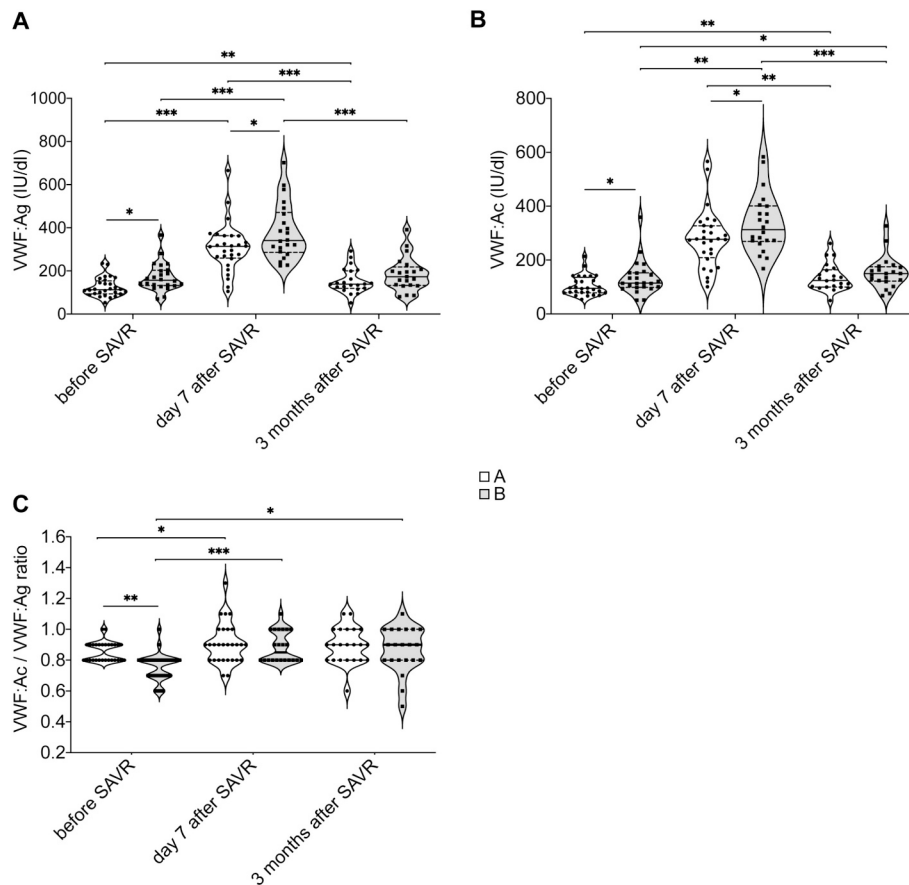 A
**
***
***
***
***
*
*
1000
800
600
400
200
0
VWF:Ag (IU/dl)
before SAVR
day 7 after SAVR
3 months after SAVR
B
**
*
**
***
**
*
*
800
600
400
200
0
VWF:Ac (IU/dl)
before SAVR
day 7 after SAVR
3 months after SAVR
A
B
C
*
*
***
**
1.6
1.4
1.2
1.0
0.8
0.6
0.4
0.2
VWF:Ac / VWF:Ag ratio
before SAVR
day 7 after SAVR
3 months after SAVR